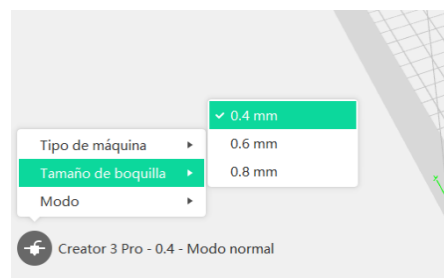 Tipo de máquina
Tamaño de boquilla
Modo
0.4 mm
0.6 mm
0.8 mm
Creator 3 Pro - 0.4 - Modo normal